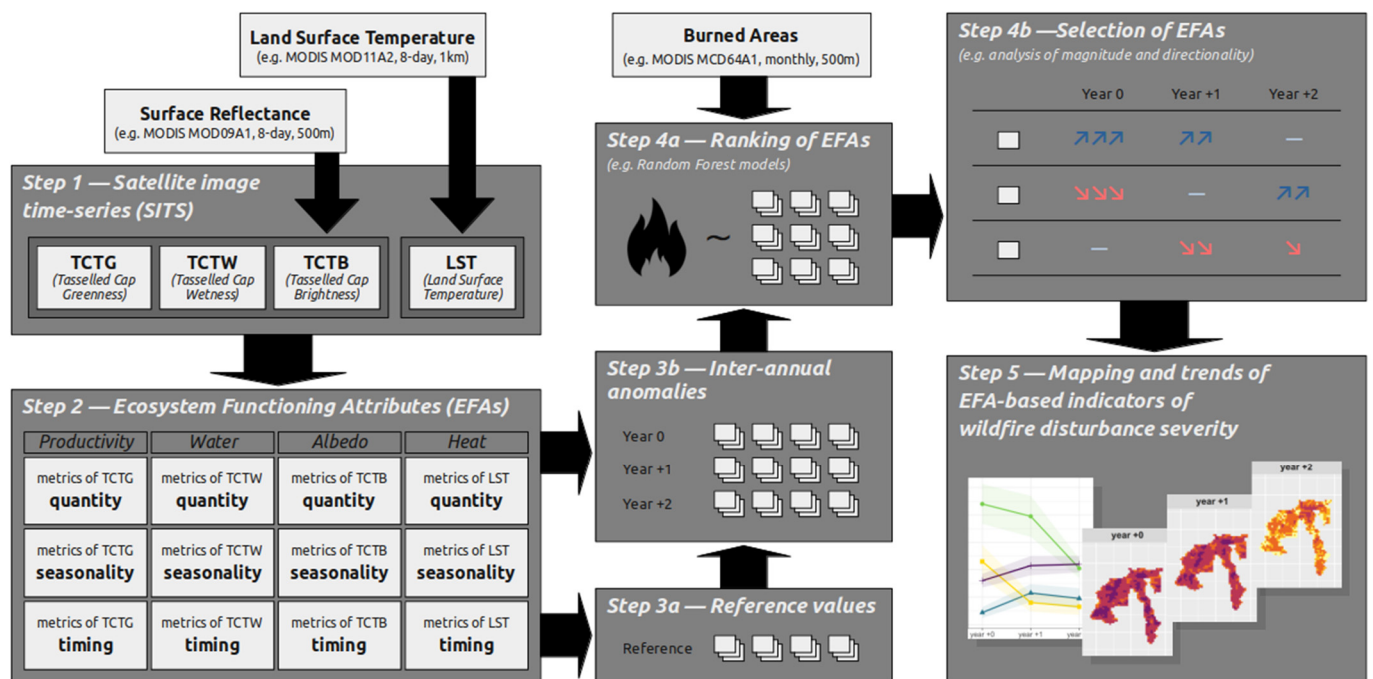 Land Surface Temperature
(e.g. MODIS MOD11A2, 8-day, 1km)
Surface Reflectance
(e.g. MODIS MOD09A1, 8-day, 500m)
Step 1 — Satellite image
time-series (SITS)
TCTG
(Tasselled Cap
Greenness)
TCTW
(Tasselled Cap
Wetness)
TCTB
(Tasselled Cap
Brightness)
LST
(Land Surface
Temperature)
Step 2 — Ecosystem Functioning Attributes (EFAs)
Productivity Water Albedo Heat
metrics of TCTG metrics of TCTW metrics of TCTB metrics of LST
quantity quantity quantity quantity
metrics of TCTG metrics of TCTW metrics of TCTB metrics of LST
seasonality seasonality seasonality seasonality
metrics of TCTG metrics of TCTW metrics of TCTB metrics of LST
timing timing timing timing
Step 3a — Reference values
Reference
Step 3b — Inter-annual
anomalies
Year 0
Year +1
Year +2
Burned Areas
(e.g. MODIS MCD64A1, monthly, 500m)
Step 4a — Ranking of EFAs
(e.g. Random Forest models)
~
Step 4b —Selection of EFAs
(e.g. analysis of magnitude and directionality)
Year 0 Year +1 Year +2
↗↗↗ ↗↗ —
↘↘↘ — ↗↗
— ↘↘ ↘
Step 5 — Mapping and trends of
EFA-based indicators of
wildfire disturbance severity
year +0 year +1 year
year +0
year +1
year +2